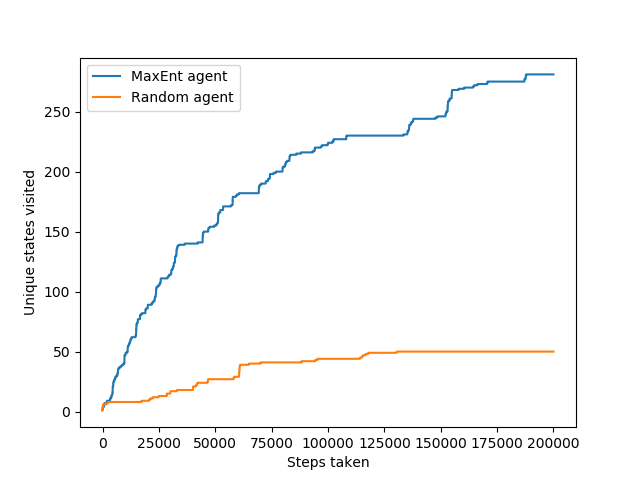 MaxEnt agent
Random agent
250
200
150
100
50
0
Unique states visited
0 25000 50000 75000 100000 125000 150000 175000 200000
Steps taken